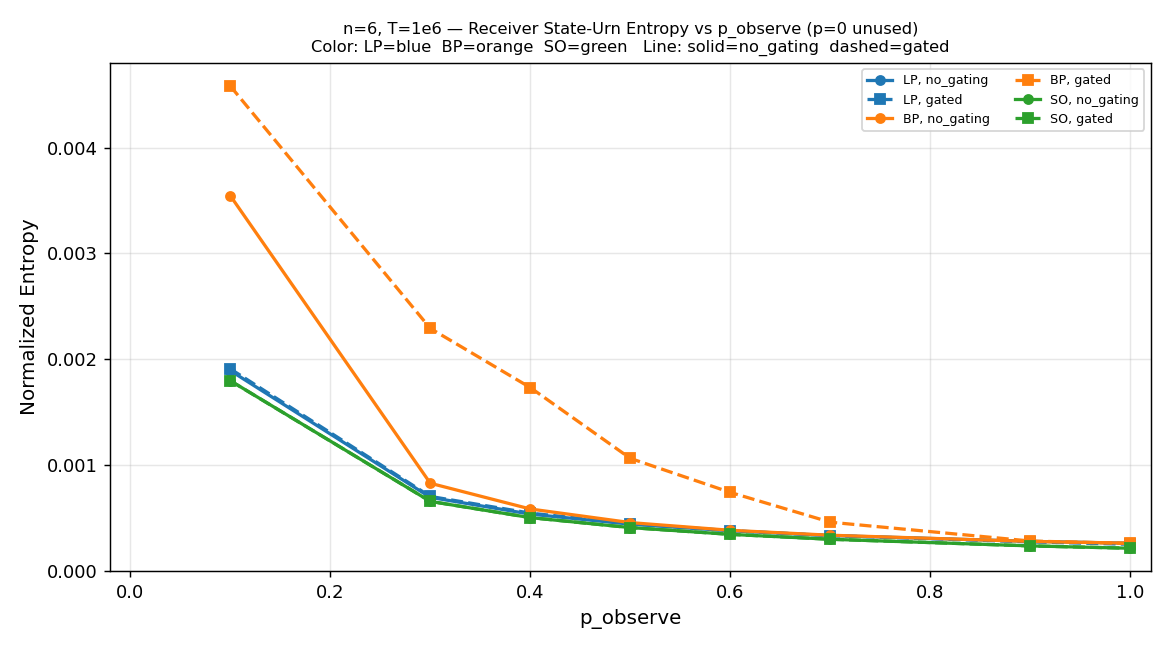 n=6, T=1e6 — Receiver State-Urn Entropy vs p_observe (p=0 unused)
Color: LP=blue  BP=orange  SO=green   Line: solid=no_gating  dashed=gated
LP, no_gating
LP, gated
BP, no_gating
BP, gated
SO, no_gating
SO, gated
Normalized Entropy
0.004
0.003
0.002
0.001
0.000
0.0 0.2 0.4 0.6 0.8 1.0
p_observe